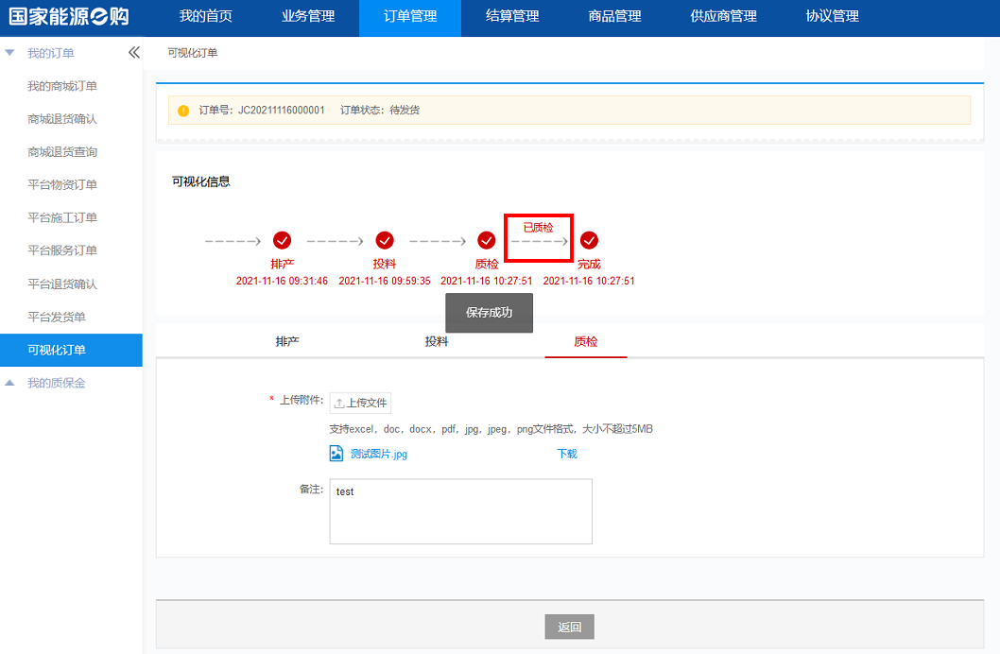 国家能源e购 我的首页 业务管理 订单管理 结算管理 商品管理 供应商管理 协议管理
我的订单
我的商城订单
商城退货确认
商城退货查询
平台物资订单
平台施工订单
平台服务订单
平台退货确认
平台发货单
可视化订单
我的质保金
可视化订单
订单号：JC20211116000001 订单状态：待发货
可视化信息
已质检
排产 投料 质检 完成
2021-11-16 09:31:46 2021-11-16 09:59:35 2021-11-16 10:27:51 2021-11-16 10:27:51
保存成功
排产 投料 质检
* 上传附件： 上传文件
支持excel，doc，docx，pdf，jpg，jpeg，png文件格式，大小不超过5MB
测试图片.jpg 下载
备注： test
返回